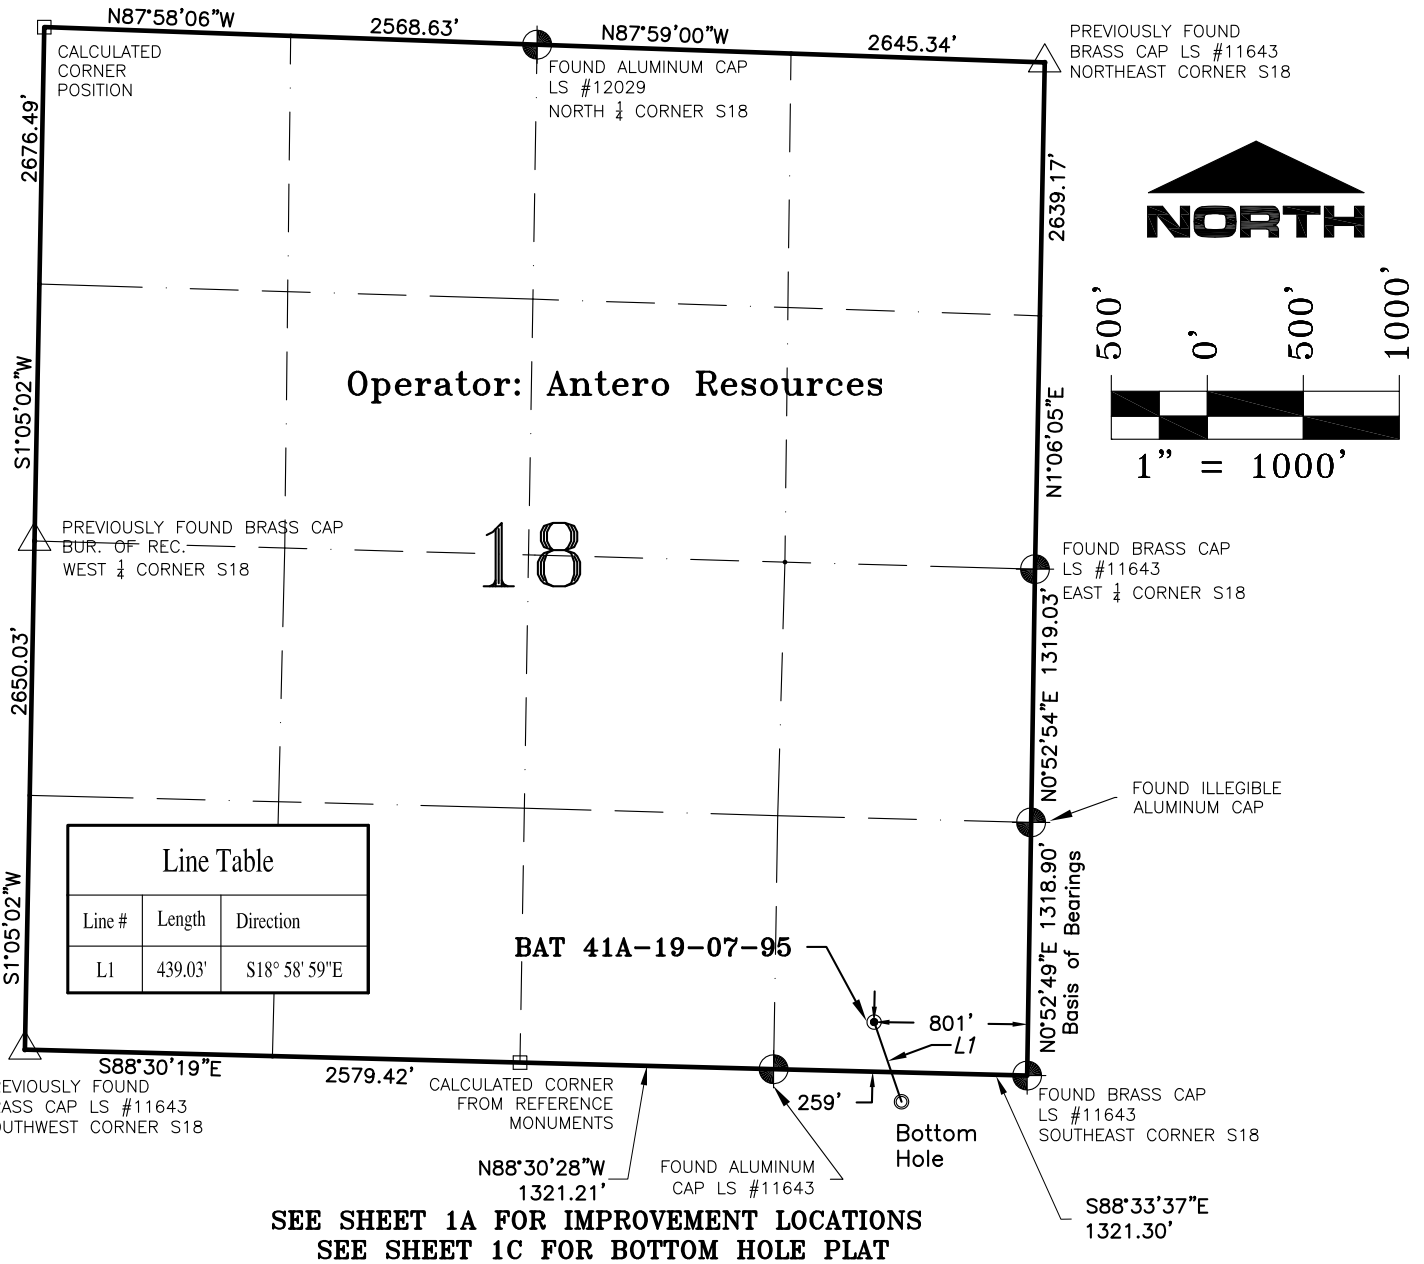 N87°58'06"W
2568.63'
N87°59'00"W
2645.34'
CALCULATED
CORNER
POSITION
FOUND ALUMINUM CAP
LS #12029
NORTH 1/4 CORNER S18
PREVIOUSLY FOUND
BRASS CAP LS #11643
NORTHEAST CORNER S18
2676.49'
2639.17'
NORTH
500'
0'
500'
1000'
1" = 1000'
Operator: Antero Resources
S1°05'02"W
N1°06'05"E
PREVIOUSLY FOUND BRASS CAP
BUR. OF REC.
WEST 1/4 CORNER S18
18
FOUND BRASS CAP
LS #11643
EAST 1/4 CORNER S18
2650.03'
N0°52'54"E 1319.03'
FOUND ILLEGIBLE
ALUMINUM CAP
Line Table
Line # Length Direction
L1 439.03' S18° 58' 59"E
S1°05'02"W
BAT 41A-19-07-95
801'
L1
N0°52'49"E 1318.90'
Basis of Bearings
S88°30'19"E
2579.42'
EVIOUSLY FOUND
ASS CAP LS #11643
UTHWEST CORNER S18
CALCULATED CORNER
FROM REFERENCE
MONUMENTS
259'
Bottom
Hole
FOUND BRASS CAP
LS #11643
SOUTHEAST CORNER S18
N88°30'28"W
1321.21'
FOUND ALUMINUM
CAP LS #11643
S88°33'37"E
1321.30'
SEE SHEET 1A FOR IMPROVEMENT LOCATIONS
SEE SHEET 1C FOR BOTTOM HOLE PLAT